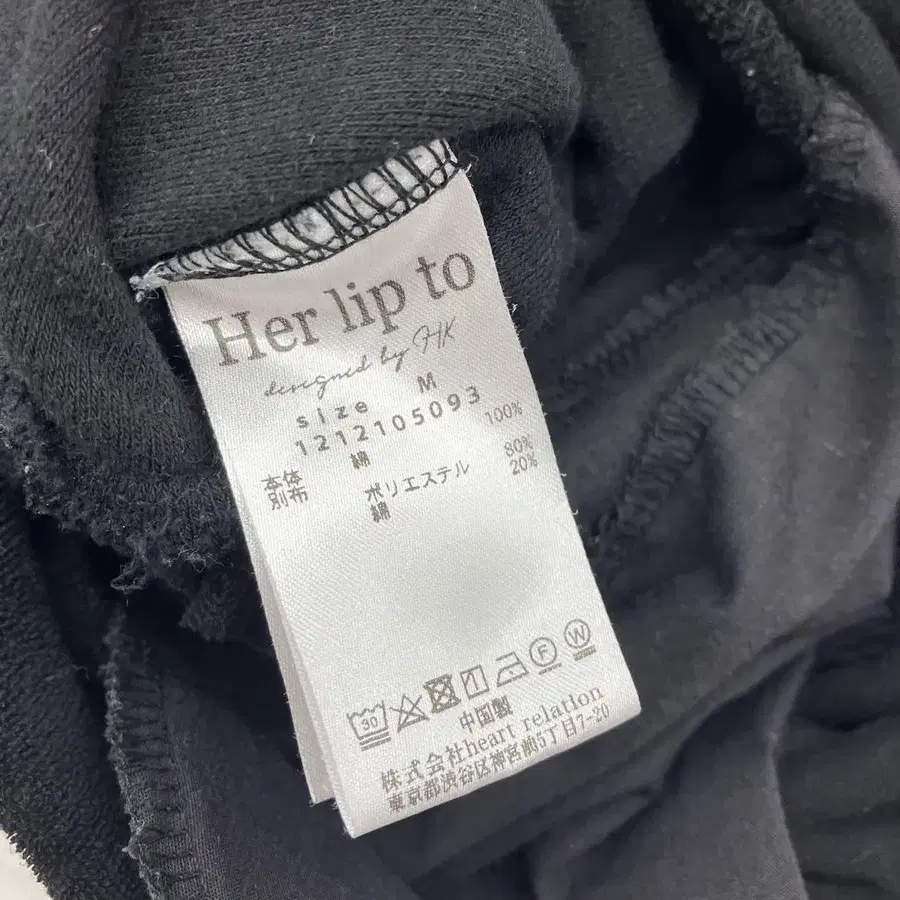 Her lip to
designed by HK
size M
1212105093
本体 綿 100%
別布 ポリエステル 80%
綿 20%
30 F W
中国製
株式会社heart relation
東京都渋谷区神宮前5丁目7-20